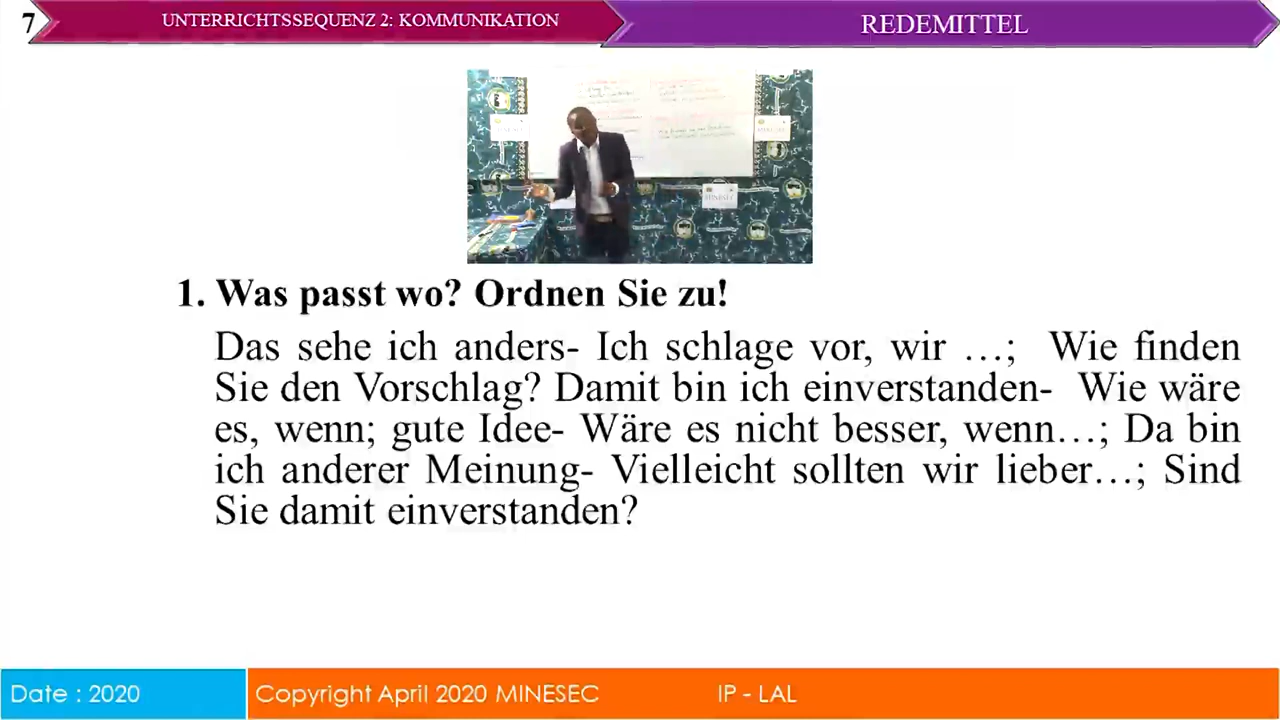 7 UNTERRICHTSSEQUENZ 2: KOMMUNIKATION REDEMITTEL
MINESEC
1. Was passt wo? Ordnen Sie zu!
Das sehe ich anders- Ich schlage vor, wir …; Wie finden
Sie den Vorschlag? Damit bin ich einverstanden- Wie wäre
es, wenn; gute Idee- Wäre es nicht besser, wenn…; Da bin
ich anderer Meinung- Vielleicht sollten wir lieber…; Sind
Sie damit einverstanden?
Date : 2020 Copyright April 2020 MINESEC IP - LAL